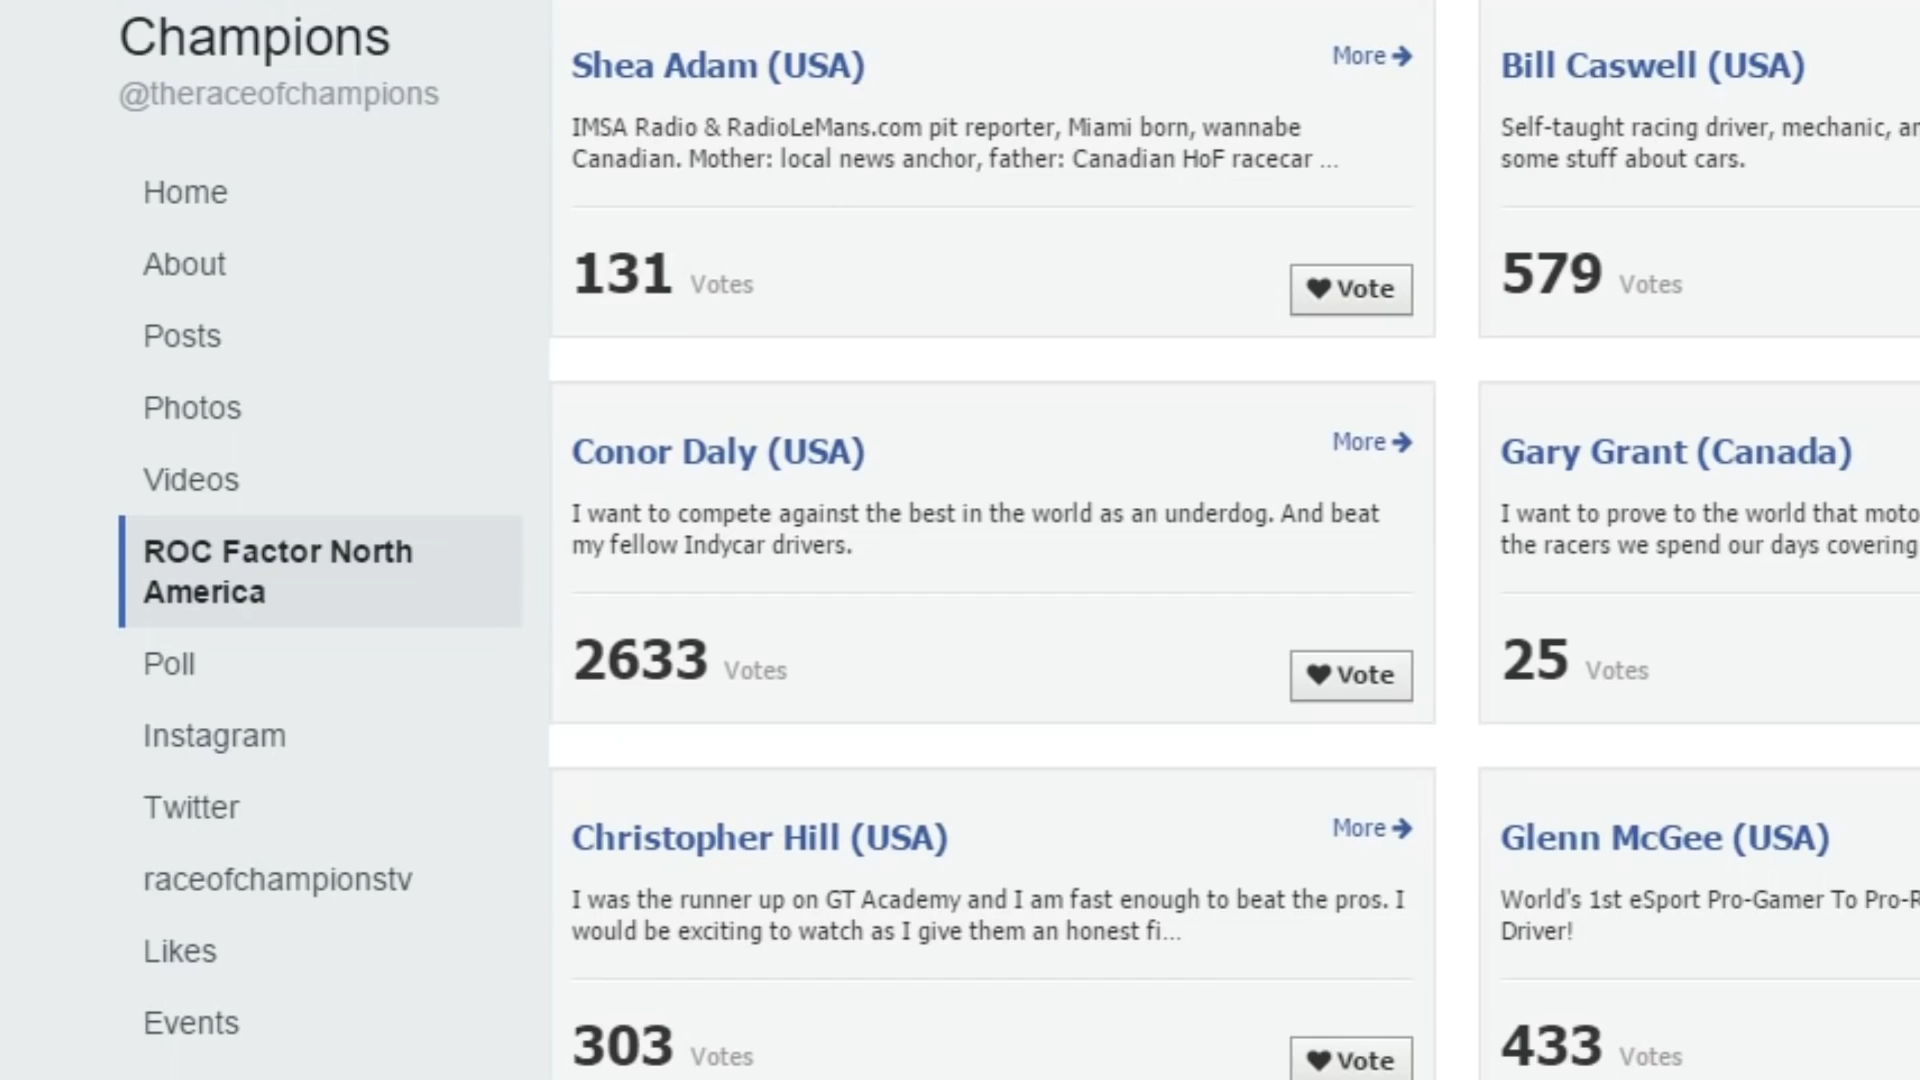 Champions
@theraceofchampions
Home
About
Posts
Photos
Videos
ROC Factor North
America
Poll
Instagram
Twitter
raceofchampionstv
Likes
Events
Shea Adam (USA)
More
IMSA Radio & RadioLeMans.com pit reporter, Miami born, wannabe
Canadian. Mother: local news anchor, father: Canadian HoF racecar ...
131 Votes
Vote
Bill Caswell (USA)
Self-taught racing driver, mechanic,
some stuff about cars.
579 Votes
Conor Daly (USA)
More
I want to compete against the best in the world as an underdog. And beat
my fellow Indycar drivers.
2633 Votes
Vote
Gary Grant (Canada)
I want to prove to the world that
the racers we spend our days covering
25 Votes
Christopher Hill (USA)
More
I was the runner up on GT Academy and I am fast enough to beat the pros. I
would be exciting to watch as I give them an honest fi...
303 Votes
Vote
Glenn McGee (USA)
World's 1st eSport Pro-Gamer To
Driver!
433 Votes